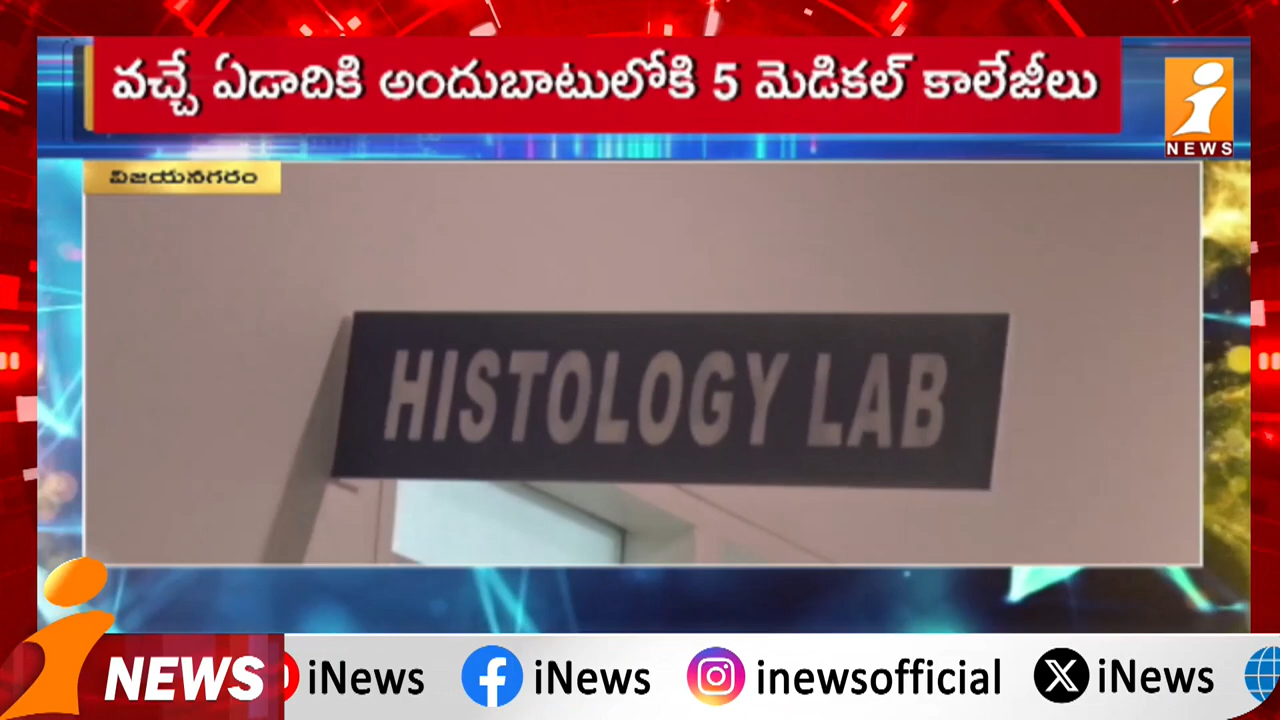 వచ్చే ఏడాదికి అందుబాటులోకి 5 మెడికల్ కాలేజీలు
i
NEWS
విజయనగరం
HISTOLOGY LAB
i NEWS
iNews
iNews
inewsofficial
iNews